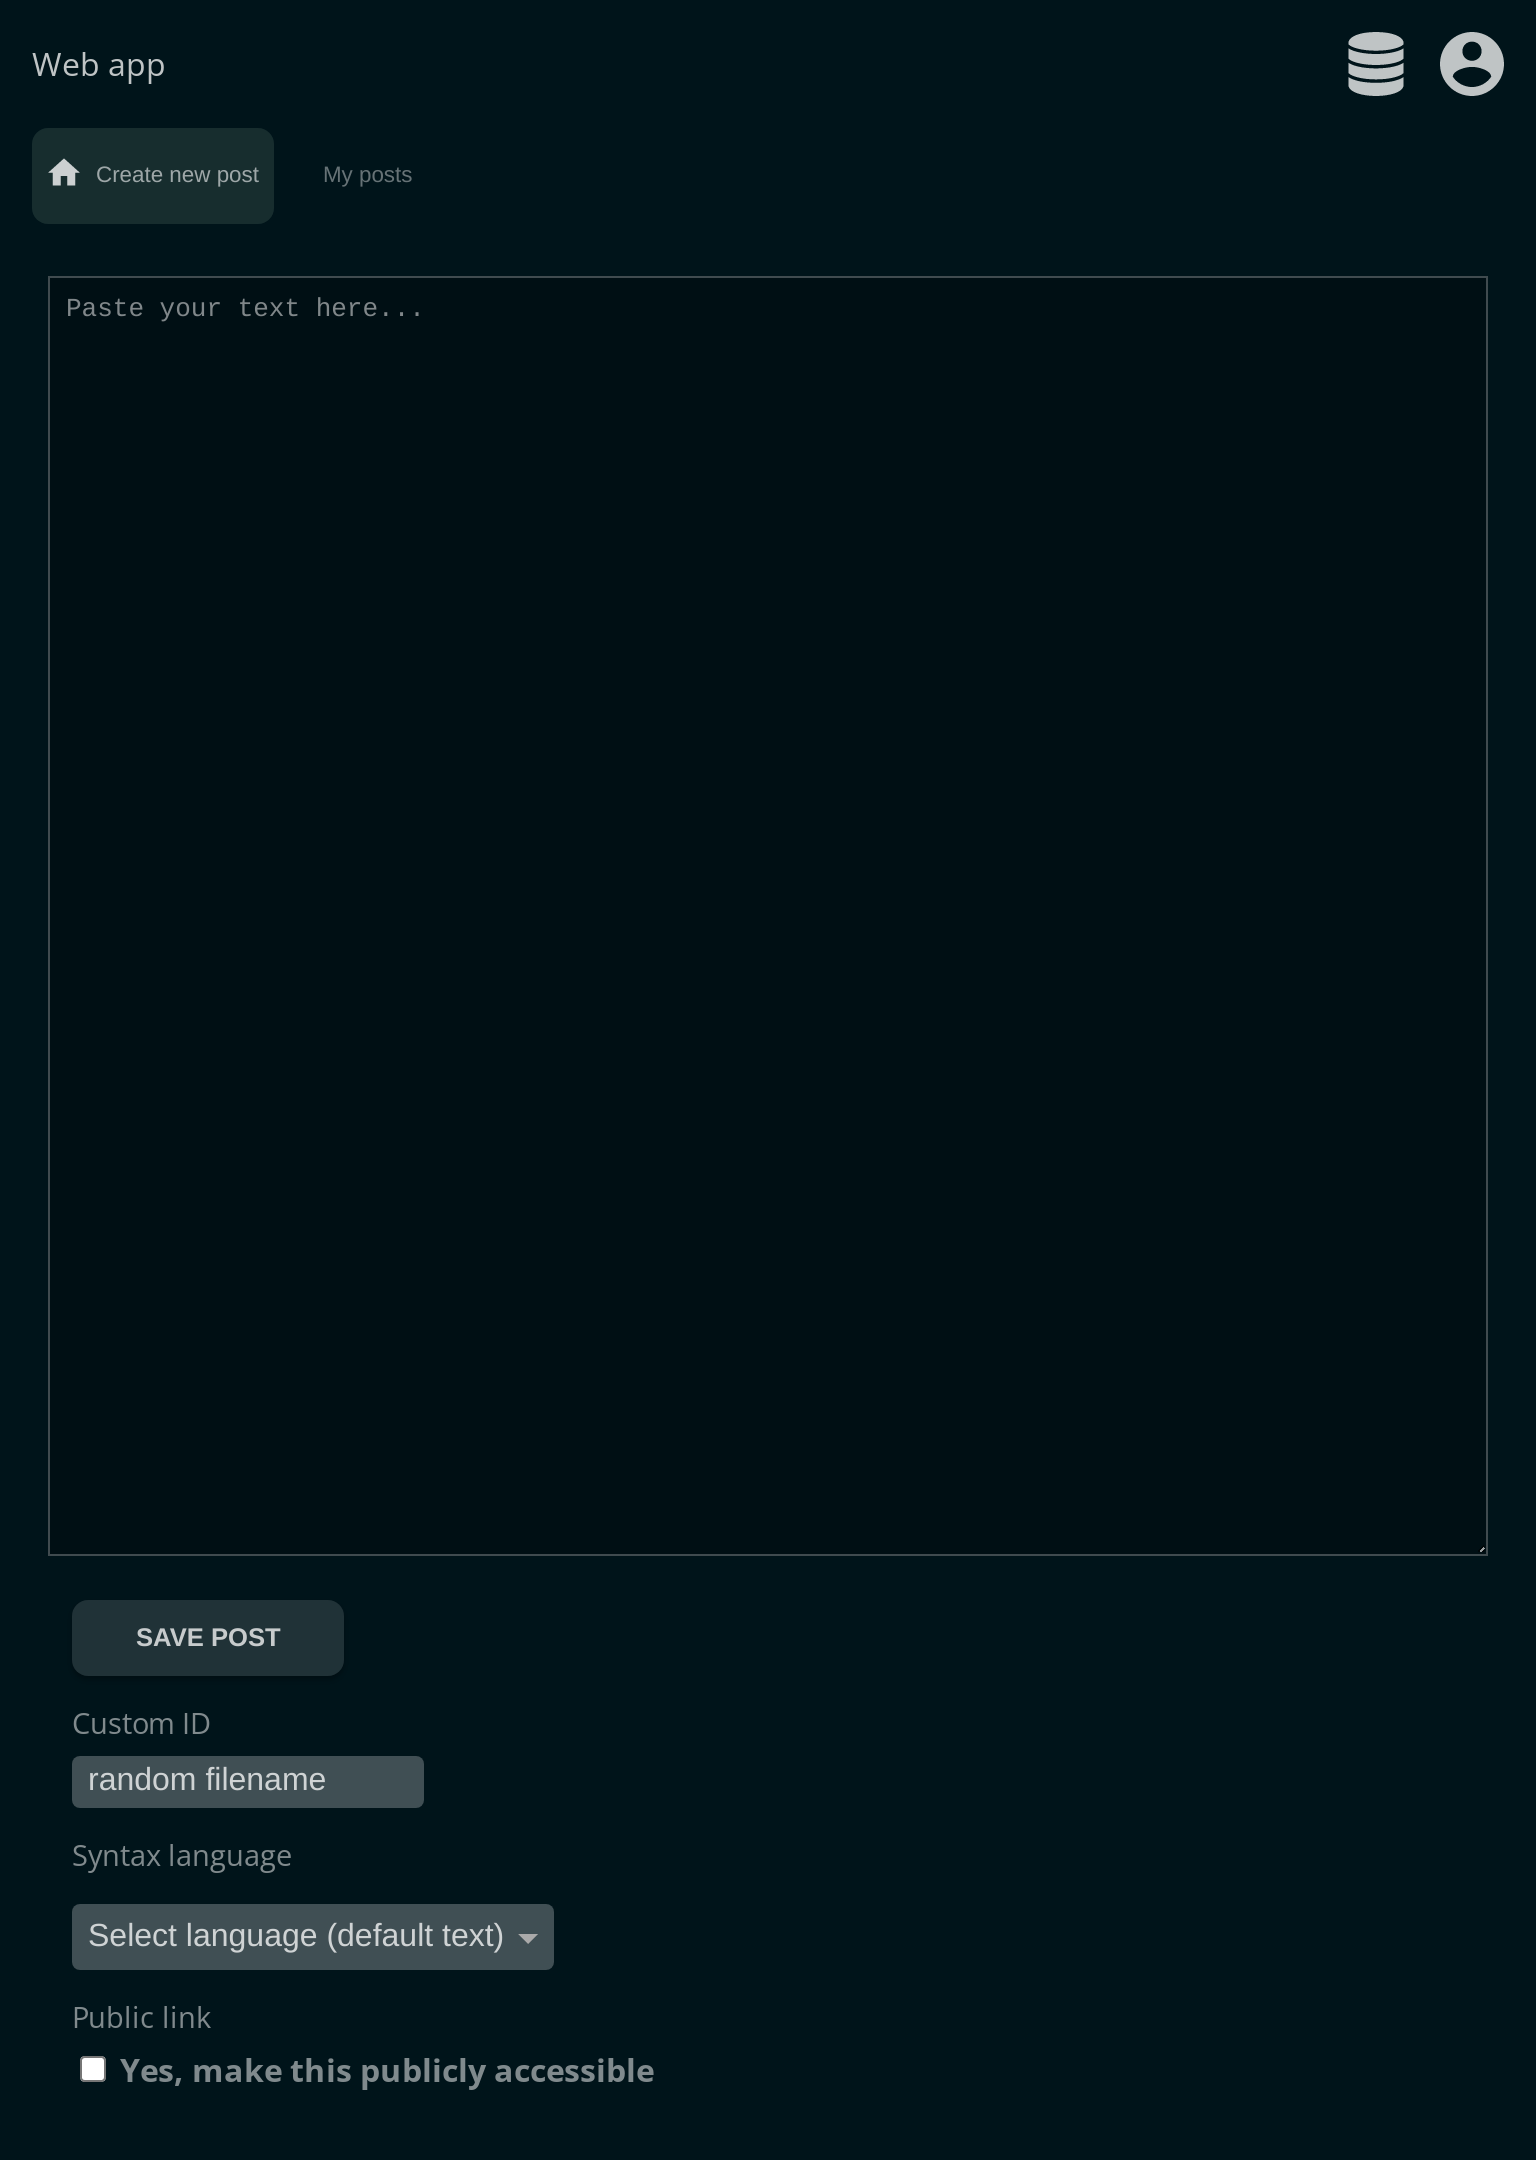 Web app
Create new post
My posts
Paste your text here...
SAVE POST
Custom ID
random filename
Syntax language
Select language (default text)
Public link
Yes, make this publicly accessible